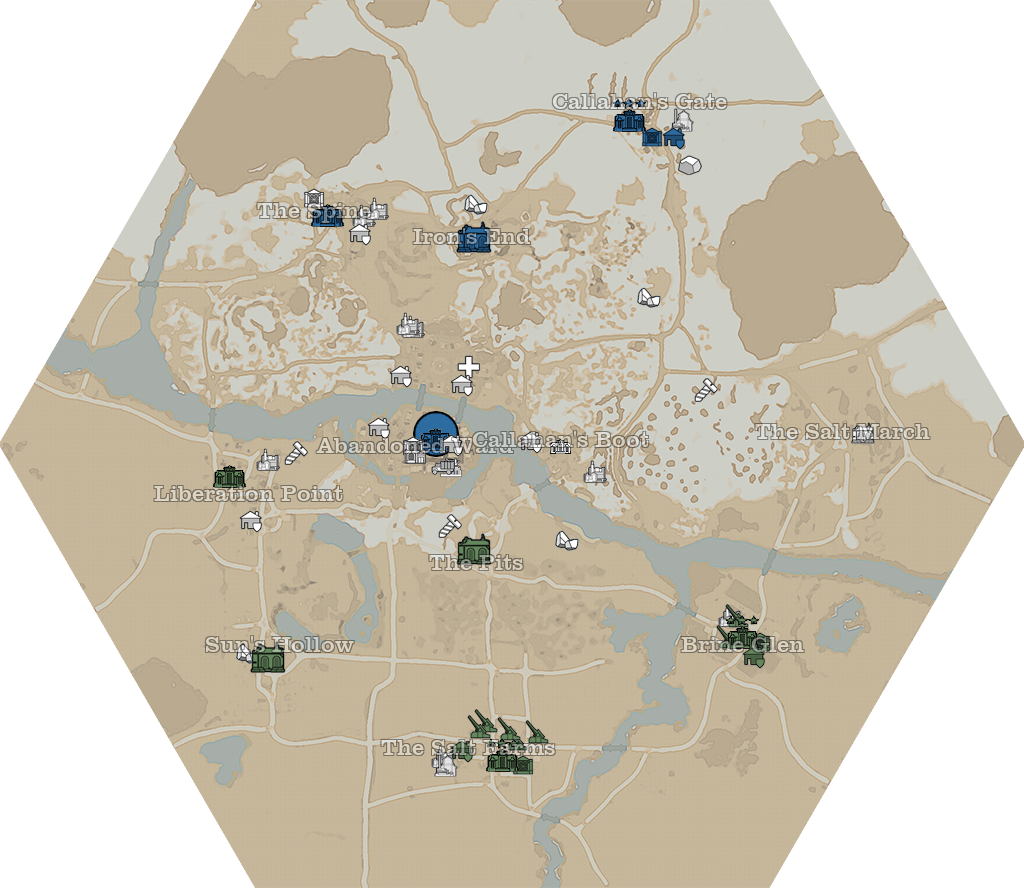 Callahan's Gate
The Spine
Iron's End
Abandoned Ward
Callahan's Boot
The Salt March
Liberation Point
The Pits
Sun's Hollow
Brine Glen
The Salt Farms